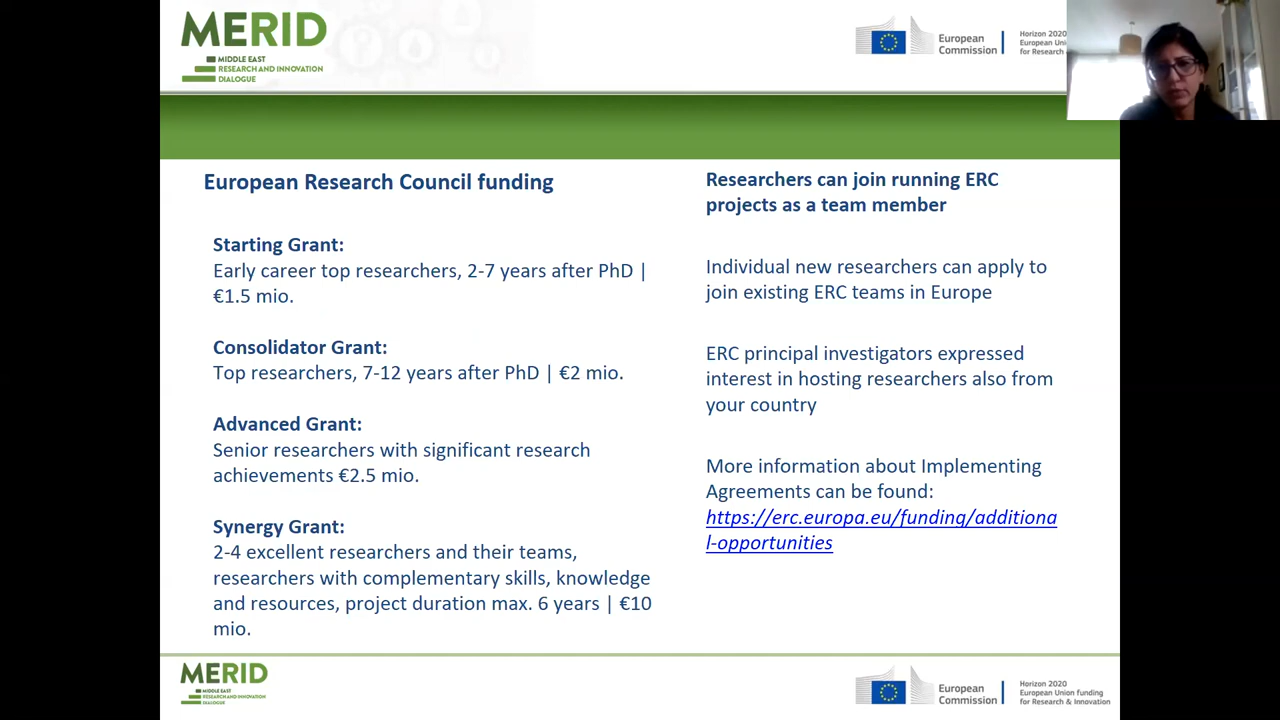 MERID
MIDDLE EAST
RESEARCH AND INNOVATION
DIALOGUE
European
Commission
Horizon 2020
European Un
for Research &
European Research Council funding
Starting Grant:
Early career top researchers, 2-7 years after PhD |
€1.5 mio.
Consolidator Grant:
Top researchers, 7-12 years after PhD | €2 mio.
Advanced Grant:
Senior researchers with significant research
achievements €2.5 mio.
Synergy Grant:
2-4 excellent researchers and their teams,
researchers with complementary skills, knowledge
and resources, project duration max. 6 years | €10
mio.
Researchers can join running ERC
projects as a team member
Individual new researchers can apply to
join existing ERC teams in Europe
ERC principal investigators expressed
interest in hosting researchers also from
your country
More information about Implementing
Agreements can be found:
https://erc.europa.eu/funding/additiona
l-opportunities
MERID
MIDDLE EAST
RESEARCH AND INNOVATION
DIALOGUE
European
Commission
Horizon 2020
European Union funding
for Research & Innovation